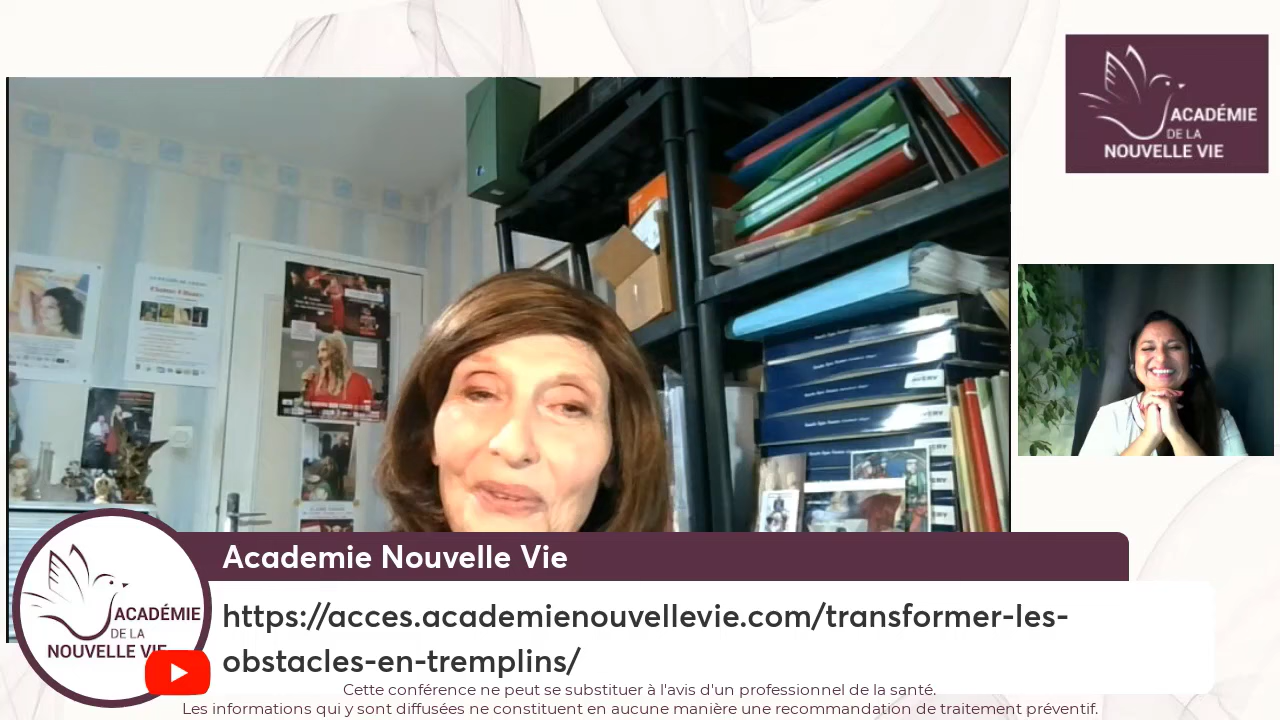 ACADÉMIE
DE LA
NOUVELLE VIE
Academie Nouvelle Vie
https://acces.academienouvellevie.com/transformer-les-
obstacles-en-tremplins/
ACADÉMIE
DE LA
NOUVELLE VIE
Cette conférence ne peut se substituer à l'avis d'un professionnel de la santé.
Les informations qui y sont diffusées ne constituent en aucune manière une recommandation de traitement préventif.